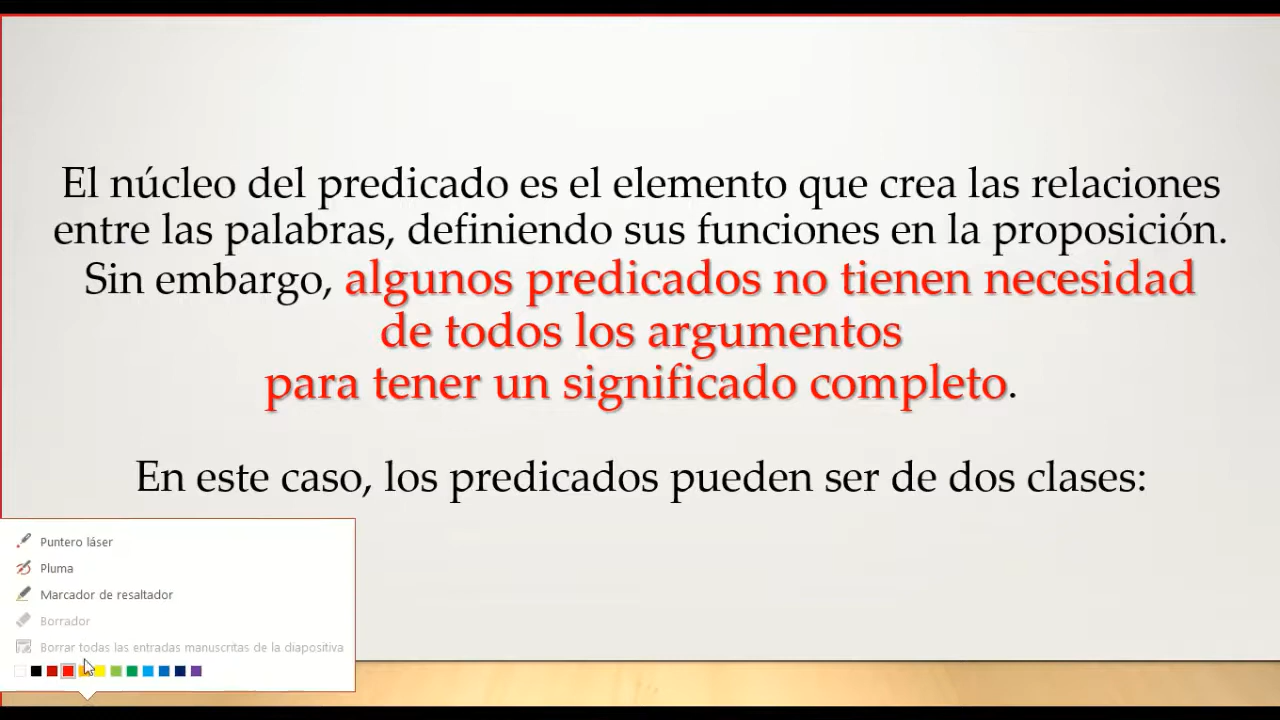 El núcleo del predicado es el elemento que crea las relaciones
entre las palabras, definiendo sus funciones en la proposición.
Sin embargo, algunos predicados no tienen necesidad
de todos los argumentos
para tener un significado completo.
En este caso, los predicados pueden ser de dos clases:
Puntero láser
Pluma
Marcador de resaltador
Borrador
Borrar todas las entradas manuscritas de la diapositiva